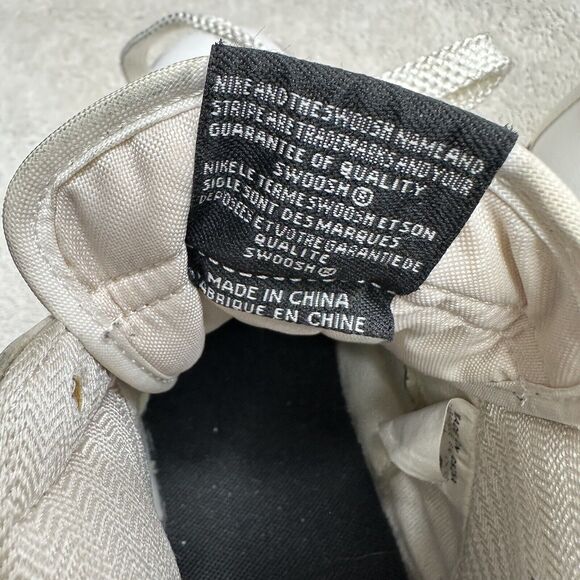 NIKE AND THE SWOOSH NAME AND
STRIPE ARE TRADEMARKS AND YOUR
GUARANTEE OF QUALITY
SWOOSH®
NIKE LE TERME SWOOSH ET SON
SIGLE SONT DES MARQUES
DEPOSEES ET VOTRE GARANTIE DE
QUALITE
SWOOSH®
MADE IN CHINA
FABRIQUE EN CHINE